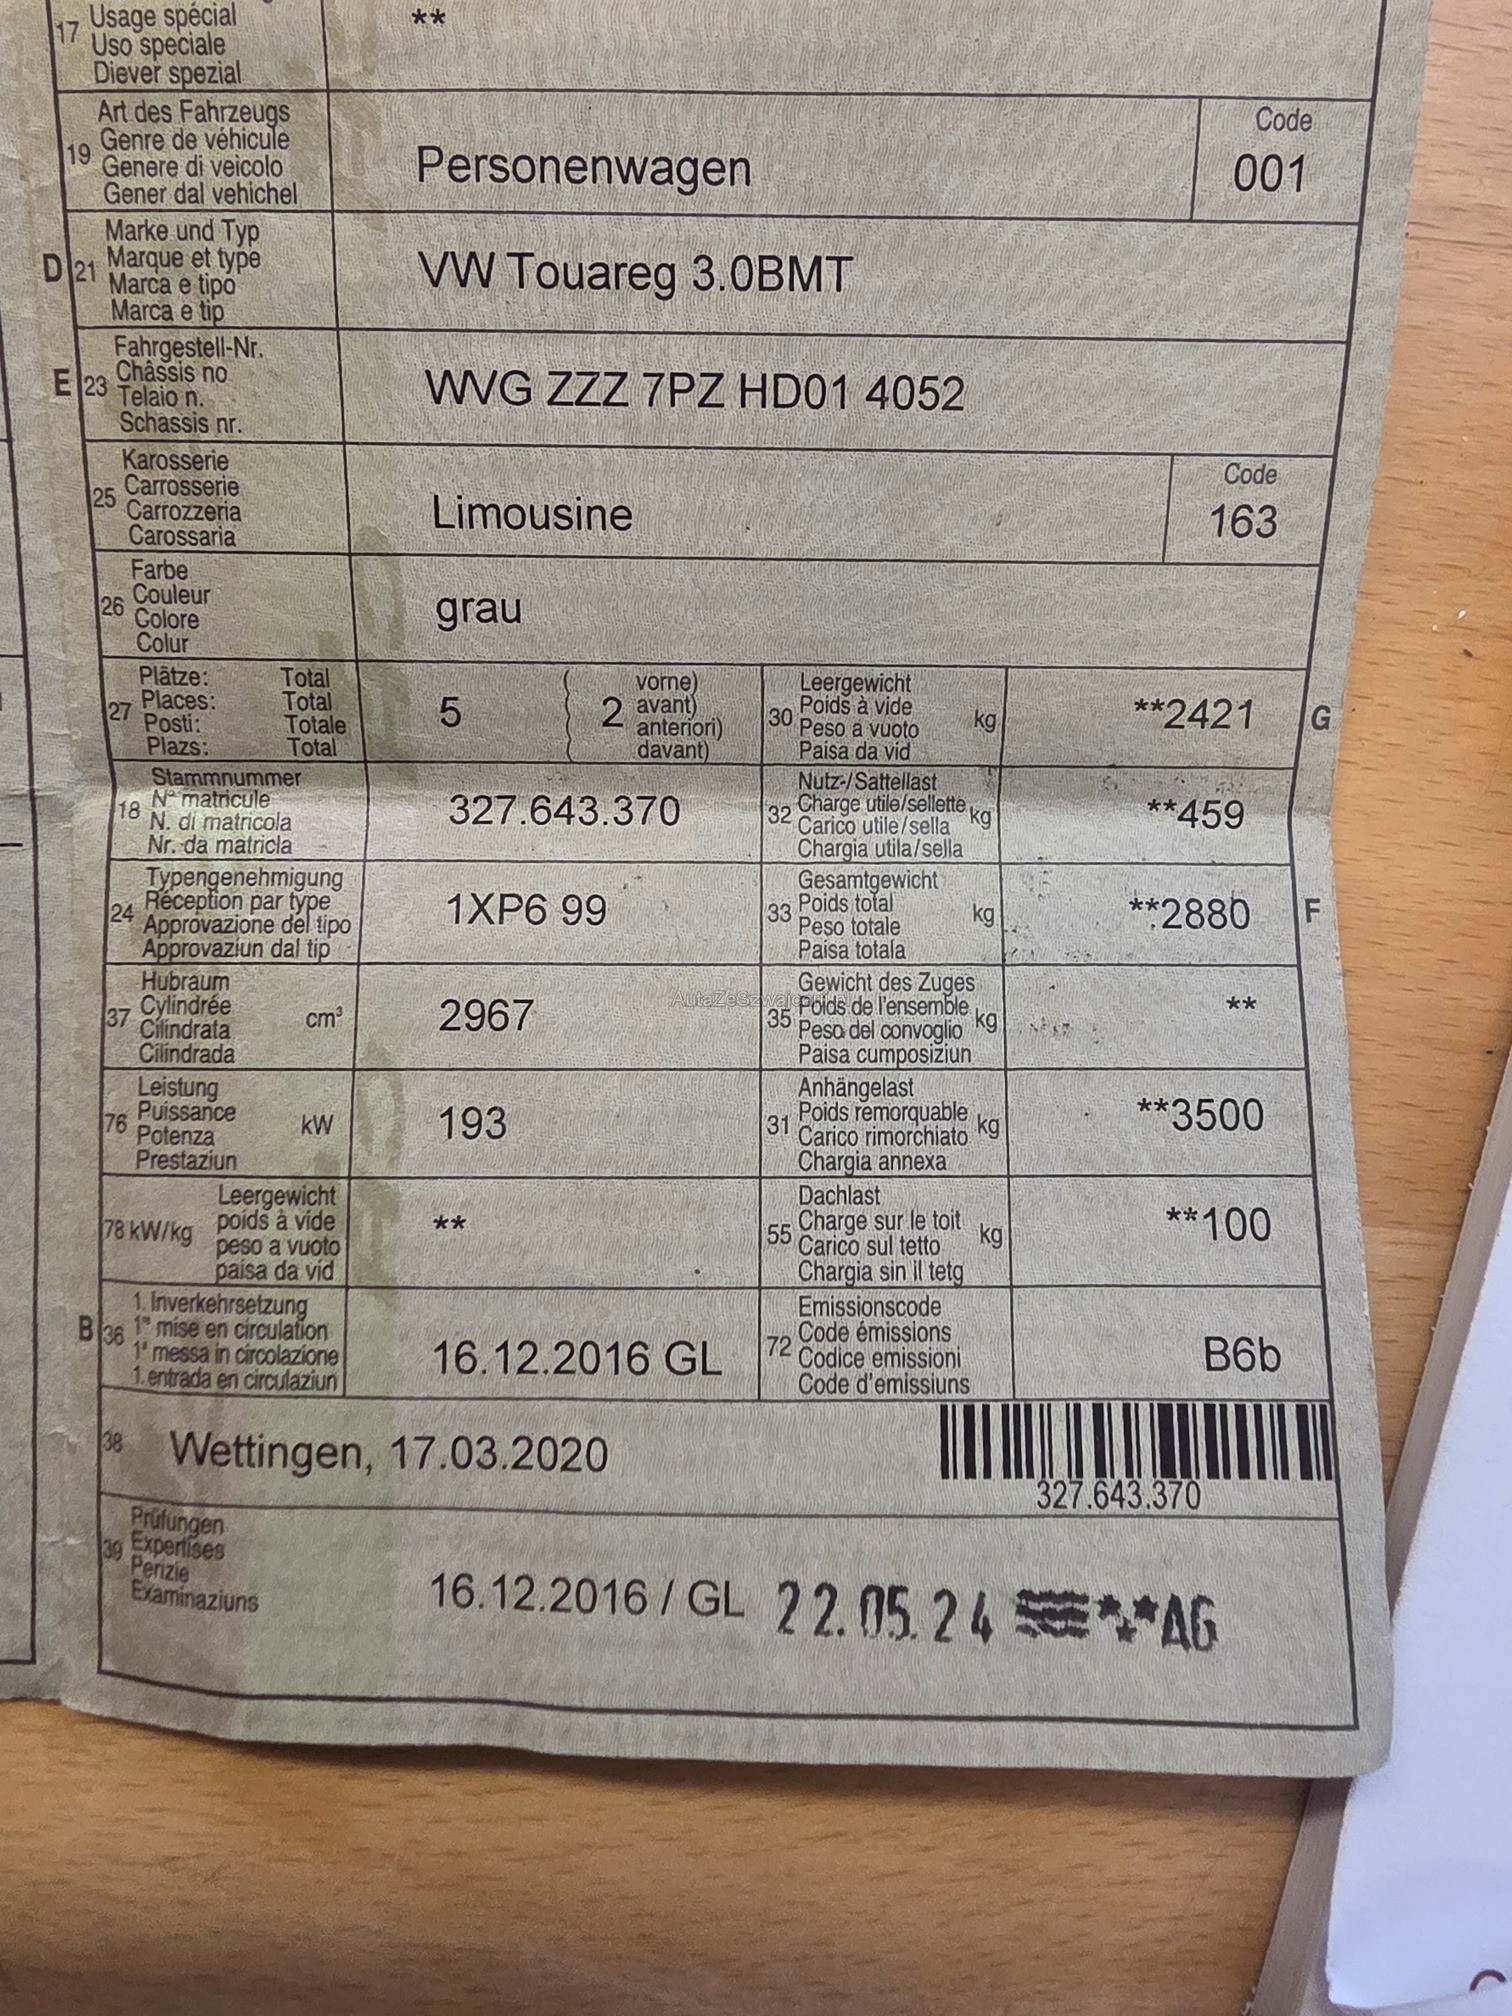 17 Usage spécial **
Uso speciale
Diever spezial
Art des Fahrzeugs Code
19 Genre de véhicule Personenwagen 001
Genere di veicolo
Gener dal vehichel
Marke und Typ
D 21 Marque et type VW Touareg 3.0BMT
Marca e tipo
Marca e tip
Fahrgestell-Nr.
E 23 Châssis no WVG ZZZ 7PZ HD01 4052
Telaio n.
Schassis nr.
Karosserie Code
25 Carrosserie Limousine 163
Carrozzeria
Carossaria
Farbe
26 Couleur grau
Colore
Colur
Plätze: Total vorne) Leergewicht
27 Places: Total 5 2 avant) 30 Poids à vide kg **2421 G
Posti: Totale anteriori) Peso a vuoto
Plazs: Total davant) Paisa da vid
Stammnummer Nutz-/Sattellast
18 N° matricule 327.643.370 32 Charge utile/sellette kg **459
N. di matricola Carico utile/sella
Nr. da matricla Chargia utila/sella
Typengenehmigung Gesamtgewicht
24 Réception par type 1XP6 99 33 Poids total kg **2880 F
Approvazione del tipo Peso totale
Approvaziun dal tip Paisa totala
Hubraum Gewicht des Zuges
37 Cylindrée cm³ 2967 35 Poids de l'ensemble kg **
Cilindrata Peso del convoglio
Cilindrada Paisa cumposiziun
Leistung Anhängelast
76 Puissance kW 193 31 Poids remorquable kg **3500
Potenza Carico rimorchiato
Prestaziun Chargia annexa
Leergewicht Dachlast
78 kW/kg poids à vide ** 55 Charge sur le toit kg **100
peso a vuoto Carico sul tetto
paisa da vid Chargia sin il tetg
1. Inverkehrsetzung Emissionscode
B 36 1re mise en circulation 16.12.2016 GL 72 Code émissions B6b
1a messa in circolazione Codice emissioni
1. entrada en circulaziun Code d'emissiuns
38 Wettingen, 17.03.2020
327.643.370
Prüfungen
39 Expertises 16.12.2016 / GL 22.05.24 **AG
Perizie
Examinaziuns